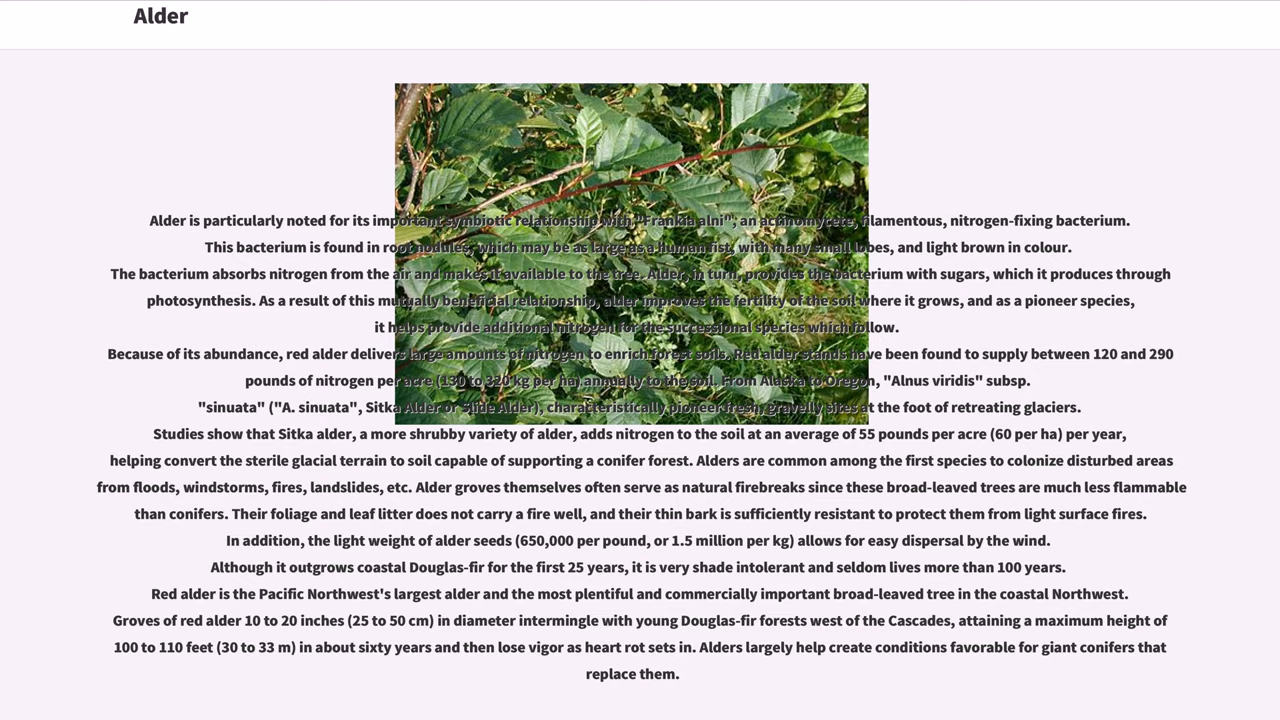 Alder
Alder is particularly noted for its important symbiotic relationship with "Frankia alni", an actinomycete, filamentous, nitrogen-fixing bacterium.
This bacterium is found in root nodules, which may be as large as a human fist, with many small lobes, and light brown in colour.
The bacterium absorbs nitrogen from the air and makes it available to the tree. Alder, in turn, provides the bacterium with sugars, which it produces through
photosynthesis. As a result of this mutually beneficial relationship, alder improves the fertility of the soil where it grows, and as a pioneer species,
it helps provide additional nitrogen for the successional species which follow.
Because of its abundance, red alder delivers large amounts of nitrogen to enrich forest soils. Red alder stands have been found to supply between 120 and 290
pounds of nitrogen per acre (130 to 320 kg per ha) annually to the soil. From Alaska to Oregon, "Alnus viridis" subsp.
"sinuata" ("A. sinuata", Sitka Alder or Slide Alder), characteristically pioneer fresh, gravelly sites at the foot of retreating glaciers.
Studies show that Sitka alder, a more shrubby variety of alder, adds nitrogen to the soil at an average of 55 pounds per acre (60 per ha) per year,
helping convert the sterile glacial terrain to soil capable of supporting a conifer forest. Alders are common among the first species to colonize disturbed areas
from floods, windstorms, fires, landslides, etc. Alder groves themselves often serve as natural firebreaks since these broad-leaved trees are much less flammable
than conifers. Their foliage and leaf litter does not carry a fire well, and their thin bark is sufficiently resistant to protect them from light surface fires.
In addition, the light weight of alder seeds (650,000 per pound, or 1.5 million per kg) allows for easy dispersal by the wind.
Although it outgrows coastal Douglas-fir for the first 25 years, it is very shade intolerant and seldom lives more than 100 years.
Red alder is the Pacific Northwest's largest alder and the most plentiful and commercially important broad-leaved tree in the coastal Northwest.
Groves of red alder 10 to 20 inches (25 to 50 cm) in diameter intermingle with young Douglas-fir forests west of the Cascades, attaining a maximum height of
100 to 110 feet (30 to 33 m) in about sixty years and then lose vigor as heart rot sets in. Alders largely help create conditions favorable for giant conifers that
replace them.